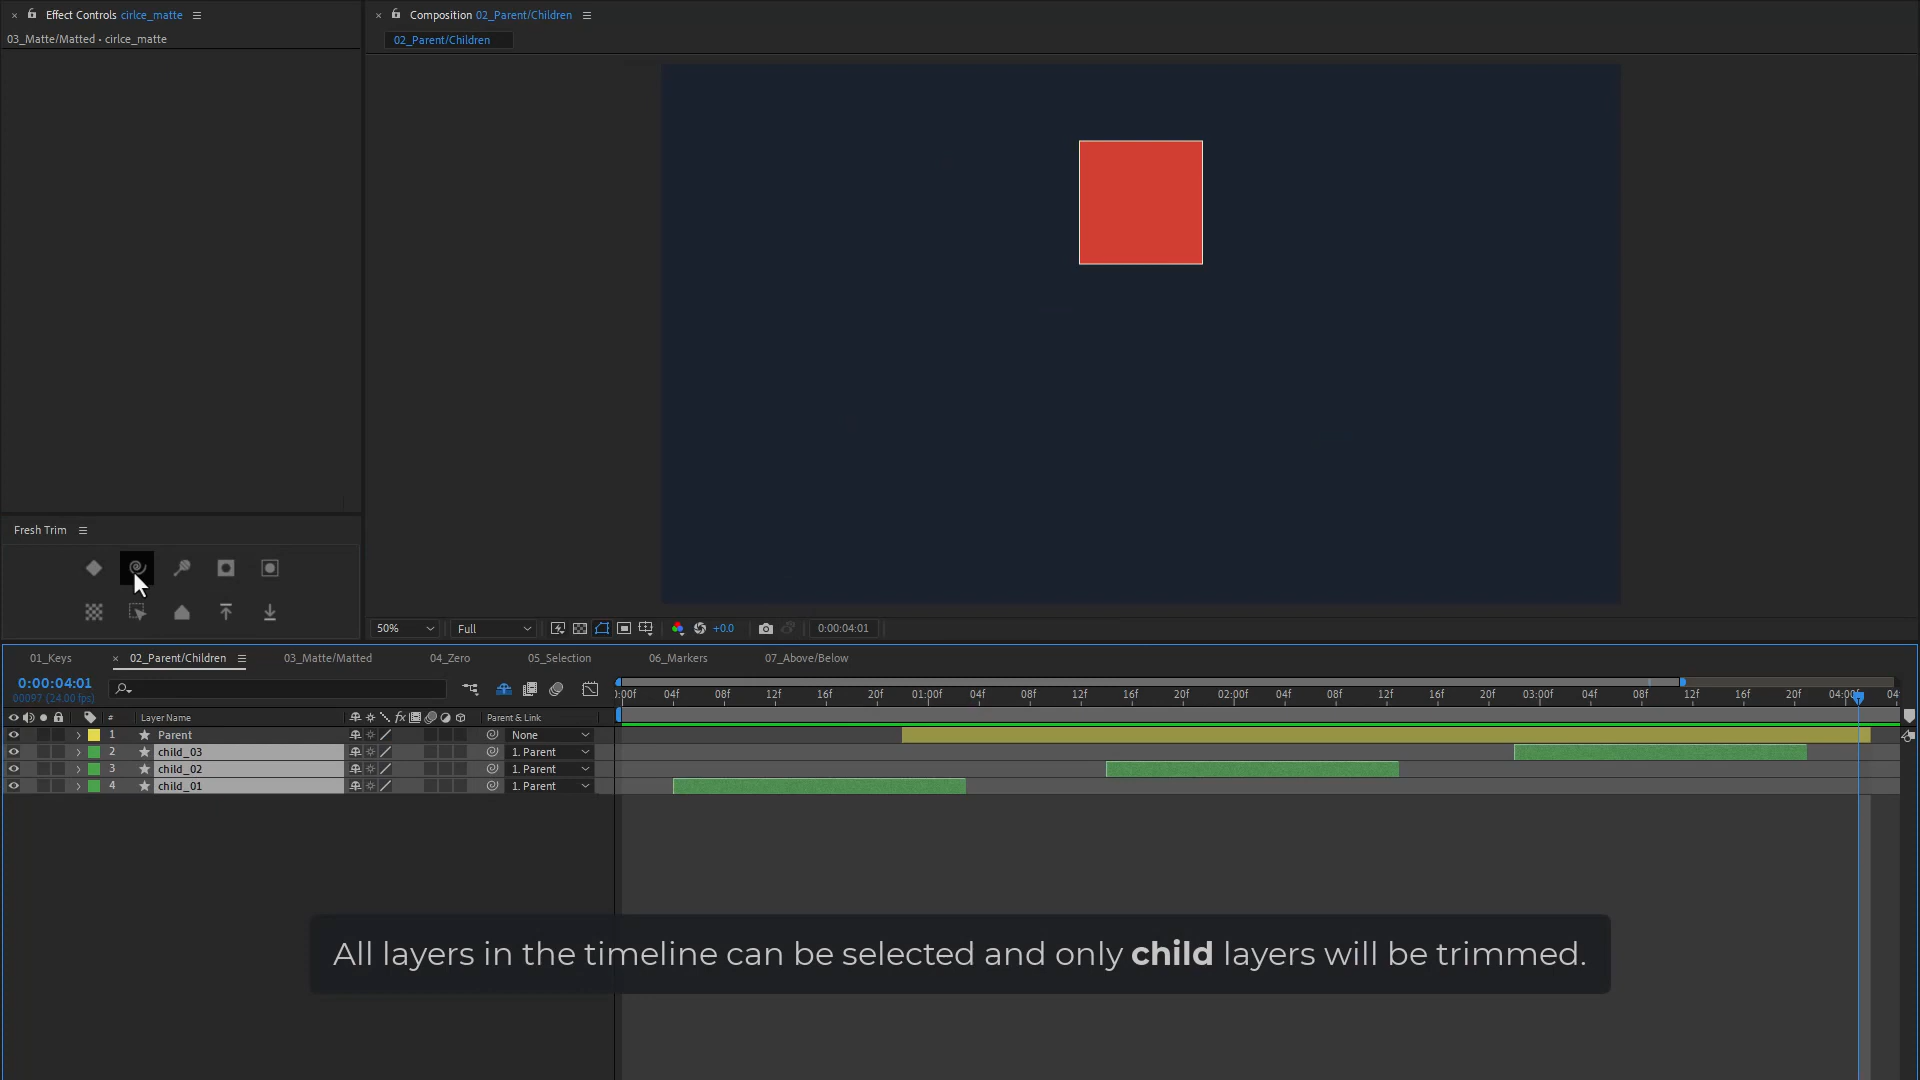 Effect Controls cirlce_matte
03_Matte/Matted • cirlce_matte
Composition 02_Parent/Children
02_Parent/Children
Fresh Trim
50%
Full
+0.0
0:00:04:01
01_Keys
02_Parent/Children
03_Matte/Matted
04_Zero
05_Selection
06_Markers
07_Above/Below
0:00:04:01
00097 (24.00 fps)
:00f 04f 08f 12f 16f 20f 01:00f 04f 08f 12f 16f 20f 02:00f 04f 08f 12f 16f 20f 03:00f 04f 08f 12f 16f 20f 04:00f 04
# Layer Name fx Parent & Link
1 Parent None
2 child_03 1. Parent
3 child_02 1. Parent
4 child_01 1. Parent
All layers in the timeline can be selected and only child layers will be trimmed.